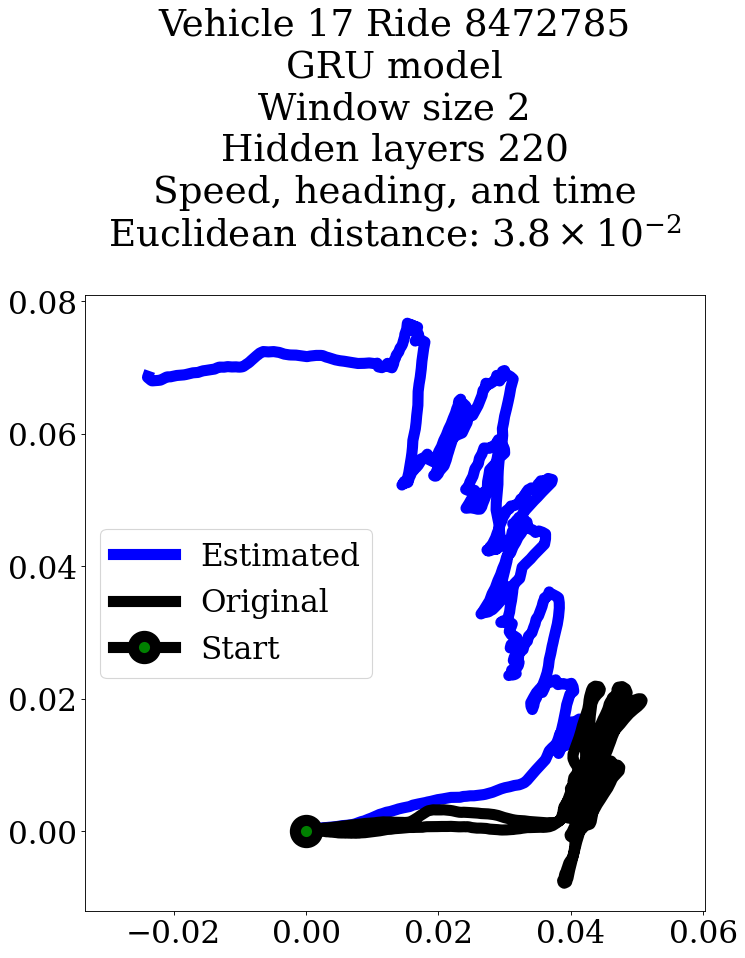 Vehicle 17 Ride 8472785
GRU model
Window size 2
Hidden layers 220
Speed, heading, and time
Euclidean distance: 3.8 × 10⁻²
0.08
0.06
0.04
0.02
0.00
Estimated
Original
Start
−0.02 0.00 0.02 0.04 0.06